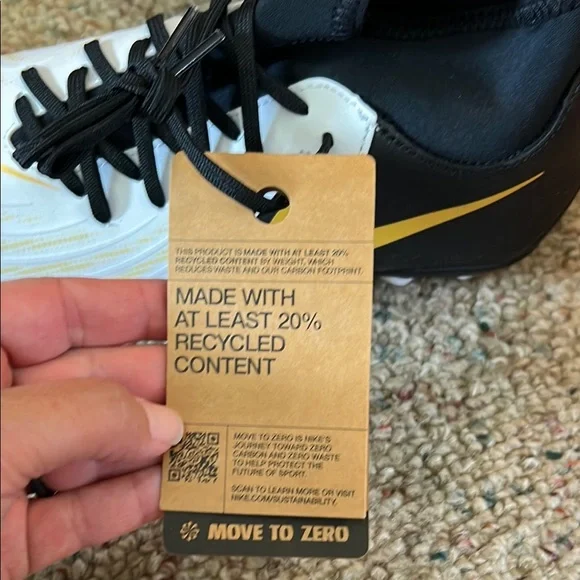 THIS PRODUCT IS MADE WITH AT LEAST 20%
RECYCLED CONTENT BY WEIGHT, WHICH
REDUCES WASTE AND OUR CARBON FOOTPRINT.
MADE WITH
AT LEAST 20%
RECYCLED
CONTENT
MOVE TO ZERO IS NIKE'S
JOURNEY TOWARD ZERO
CARBON AND ZERO WASTE
TO HELP PROTECT THE
FUTURE OF SPORT.
SCAN TO LEARN MORE OR VISIT
NIKE.COM/SUSTAINABILITY.
MOVE TO ZERO